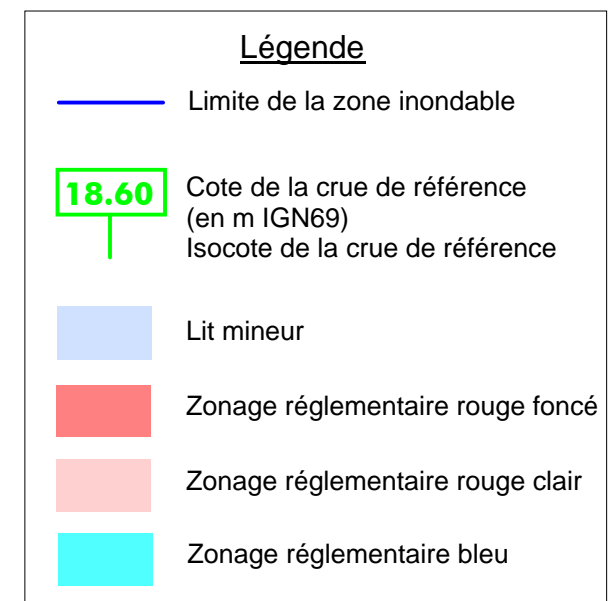 Légende
Limite de la zone inondable
18.60
Cote de la crue de référence
(en m IGN69)
Isocote de la crue de référence
Lit mineur
Zonage réglementaire rouge foncé
Zonage réglementaire rouge clair
Zonage réglementaire bleu